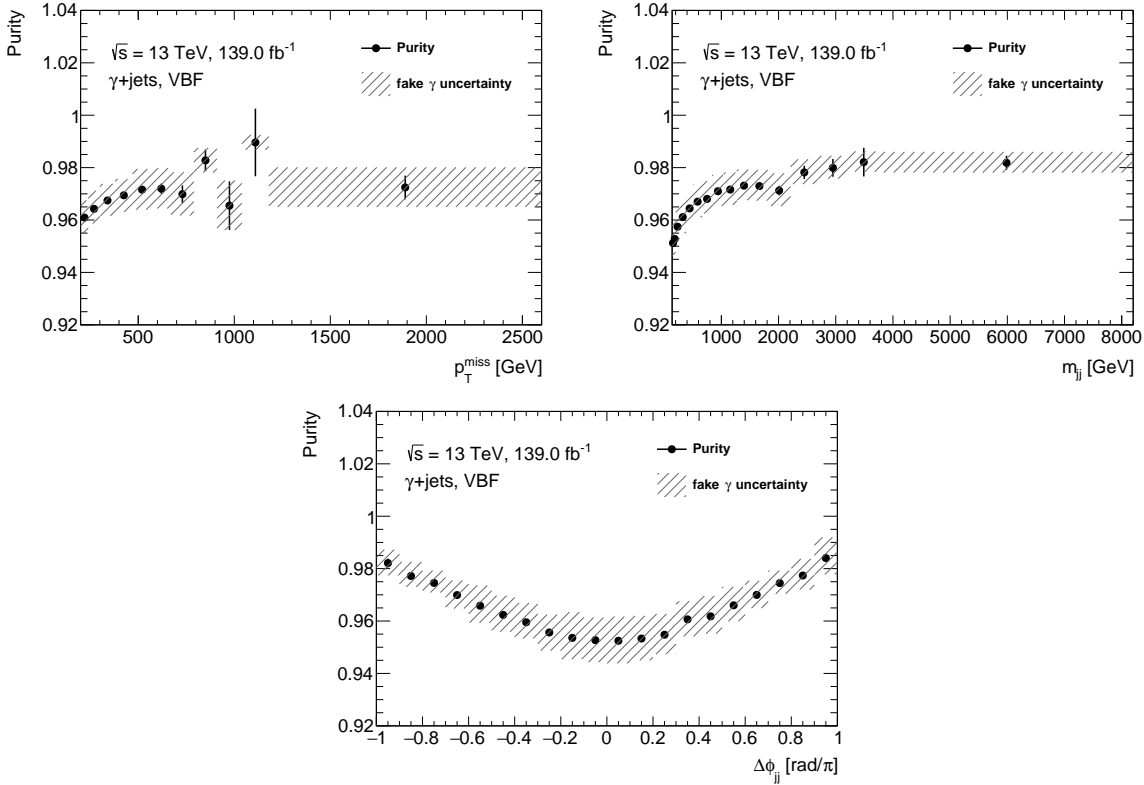 Purity
1.04
1.02
1
0.98
0.96
0.94
0.92
√s = 13 TeV, 139.0 fb⁻¹
γ+jets, VBF
Purity
fake γ uncertainty
500 1000 1500 2000 2500
p_T^miss [GeV]
Purity
1.04
1.02
1
0.98
0.96
0.94
0.92
√s = 13 TeV, 139.0 fb⁻¹
γ+jets, VBF
Purity
fake γ uncertainty
1000 2000 3000 4000 5000 6000 7000 8000
m_jj [GeV]
Purity
1.04
1.02
1
0.98
0.96
0.94
0.92
√s = 13 TeV, 139.0 fb⁻¹
γ+jets, VBF
Purity
fake γ uncertainty
−1 −0.8 −0.6 −0.4 −0.2 0 0.2 0.4 0.6 0.8 1
Δϕ_jj [rad/π]